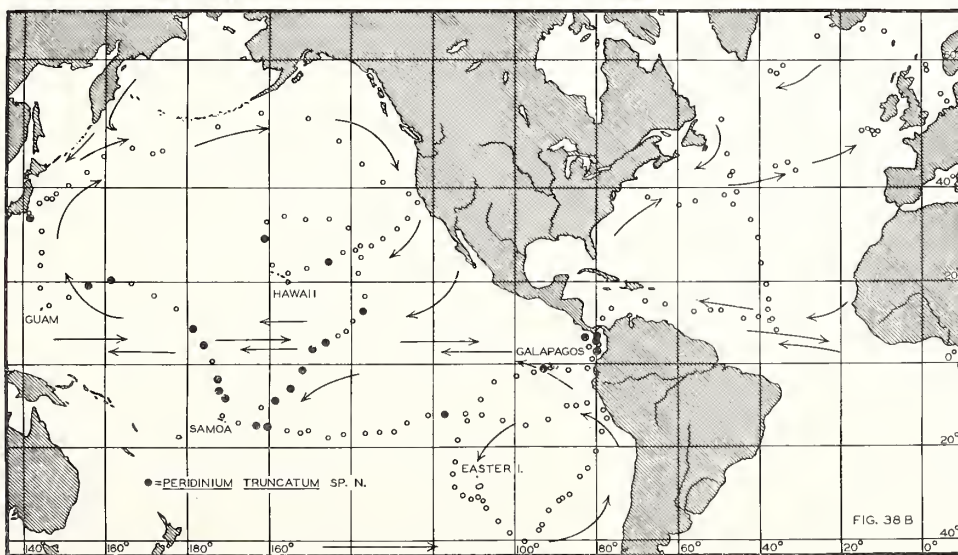 HAWAII
GUAM
GALAPAGOS
SAMOA
EASTER I.
● = PERIDINIUM TRUNCATUM SP. N.
FIG. 38 B
40°
20°
0°
20°
40°
140° 160° 180° 160° 100° 80° 60° 40° 20° 0°